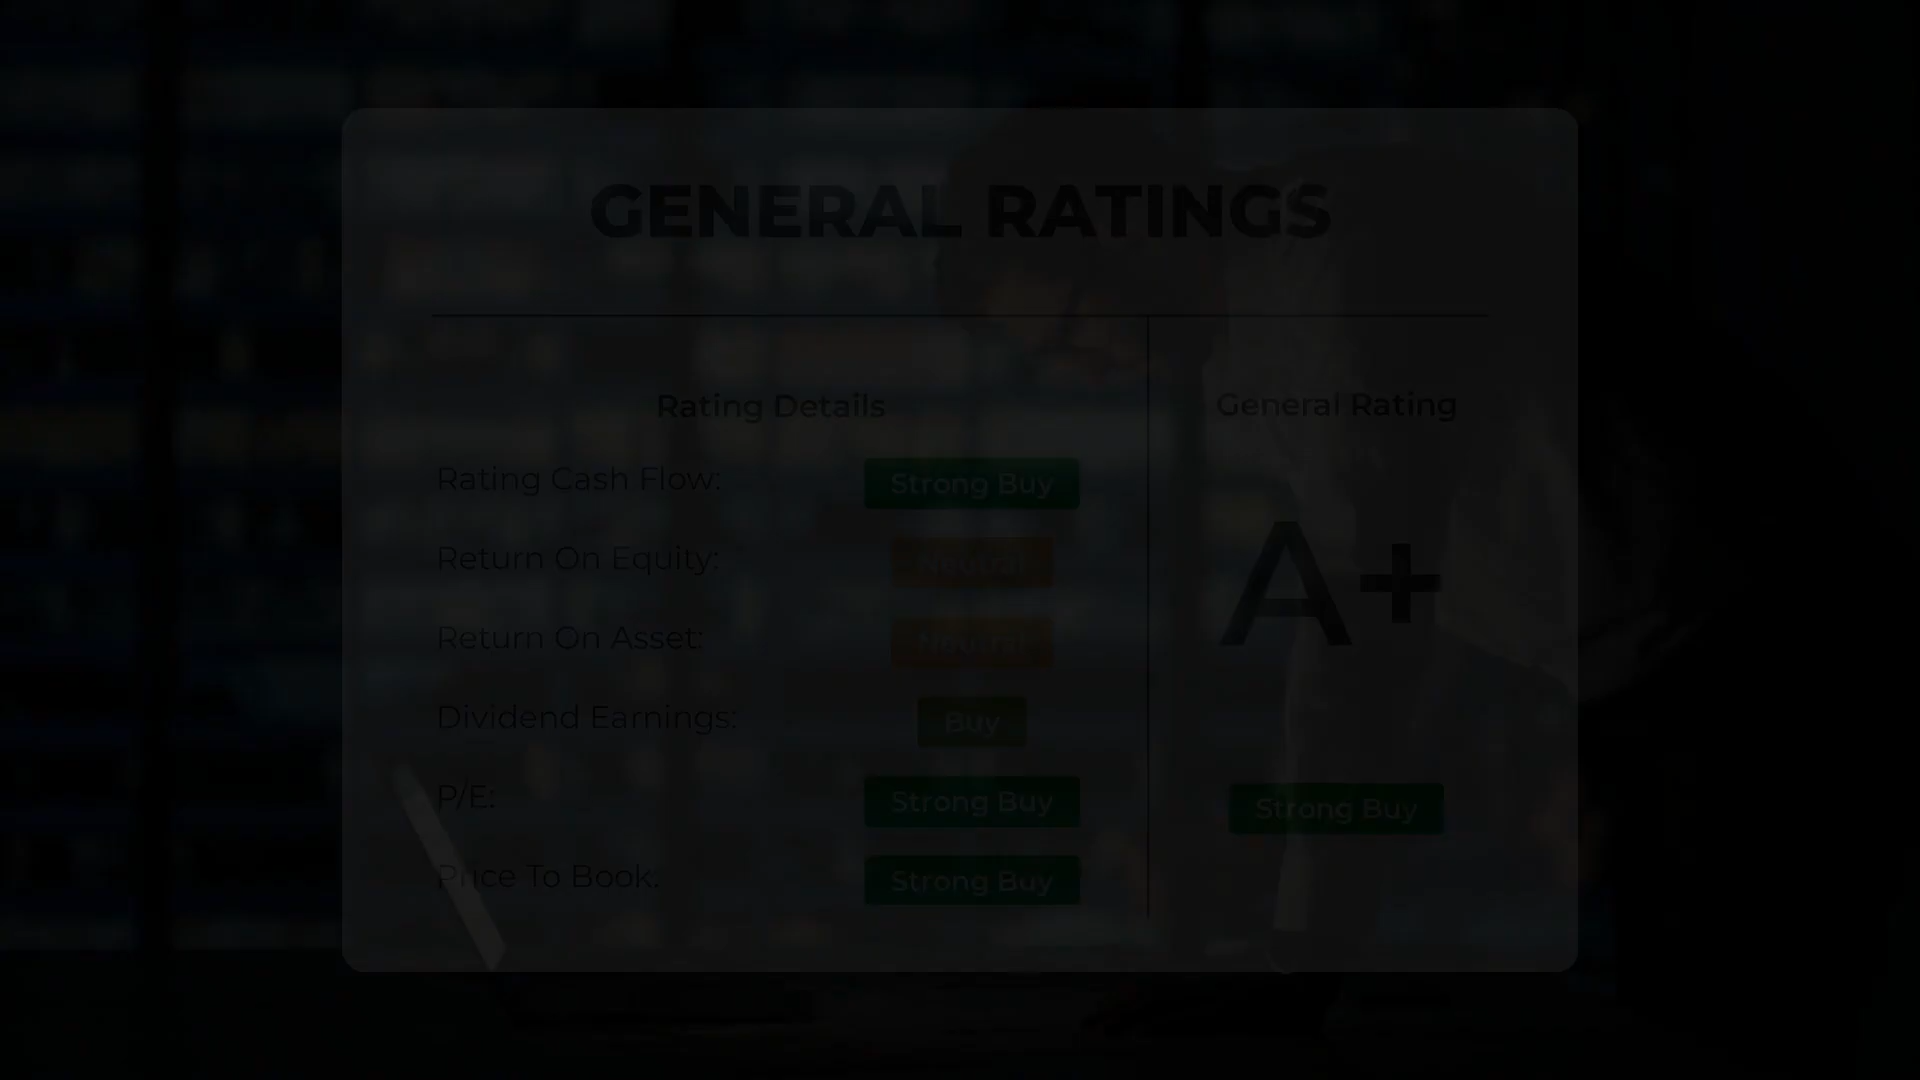 GENERAL RATINGS
Rating Details
General Rating
Rating Cash Flow: Strong Buy
Return On Equity: Neutral
Return On Asset: Neutral
Dividend Earnings: Buy
P/E: Strong Buy
Price To Book: Strong Buy
A+
Strong Buy